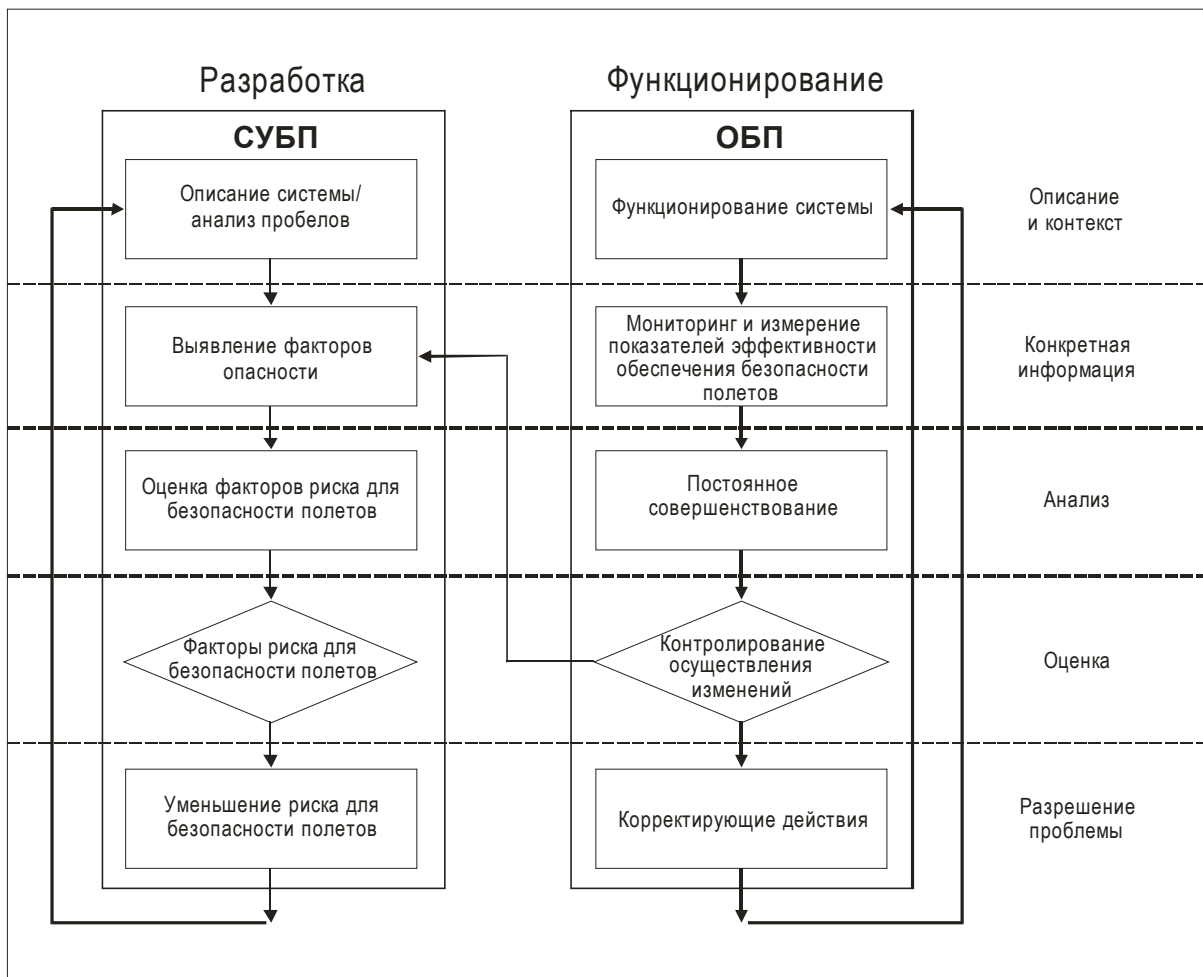 Разработка
Функционирование
СУБП
ОБП
Описание системы/
анализ пробелов
Функционирование системы
Описание
и контекст
Выявление факторов
опасности
Мониторинг и измерение
показателей эффективности
обеспечения безопасности
полетов
Конкретная
информация
Оценка факторов риска для
безопасности полетов
Постоянное
совершенствование
Анализ
Факторы риска для
безопасности полетов
Контролирование
осуществления
изменений
Оценка
Уменьшение риска для
безопасности полетов
Корректирующие действия
Разрешение
проблемы